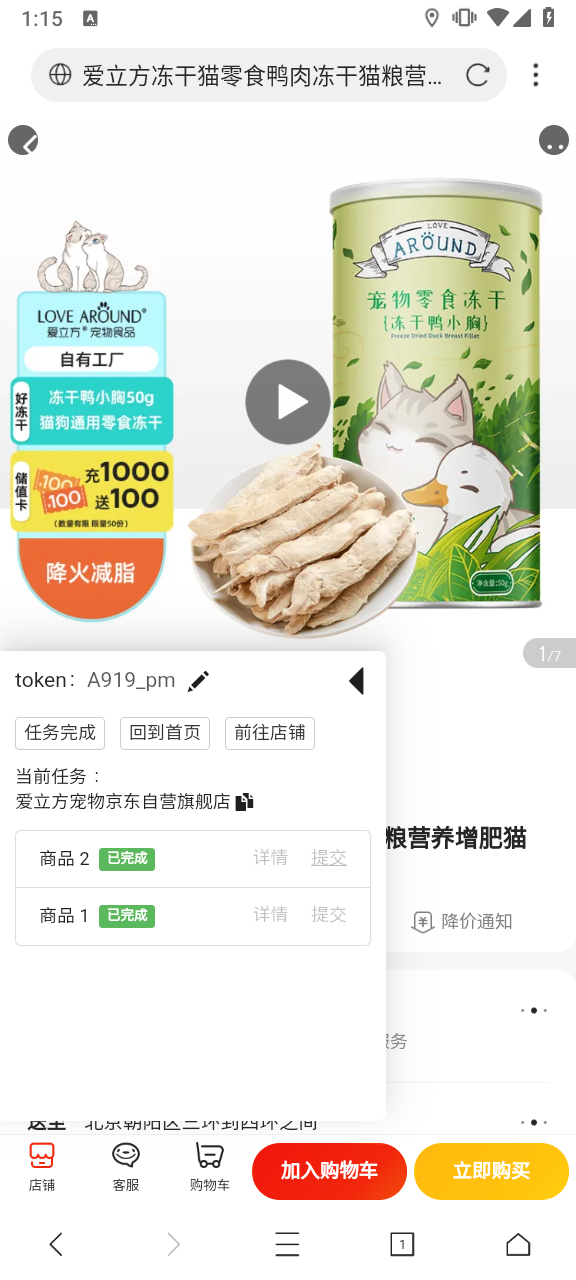 1:15
A
爱立方冻干猫零食鸭肉冻干猫粮营...
LOVE
AROUND
宠物零食冻干
{冻干鸭小胸}
Freeze Dried Duck Breast Fillet
净含量:50g
LOVE AROUND®
爱立方®宠物食品
自有工厂
好冻干
冻干鸭小胸50g
猫狗通用零食冻干
储值卡
100
100
充1000
送100
(数量有限 限量50份)
降火减脂
1/7
token: A919_pm
任务完成 回到首页 前往店铺
当前任务:
爱立方宠物京东自营旗舰店
商品 2 已完成 详情 提交
商品 1 已完成 详情 提交
粮营养增肥猫
降价通知
服务
送至 北京朝阳区三环到四环之间
店铺 客服 购物车 加入购物车 立即购买
1